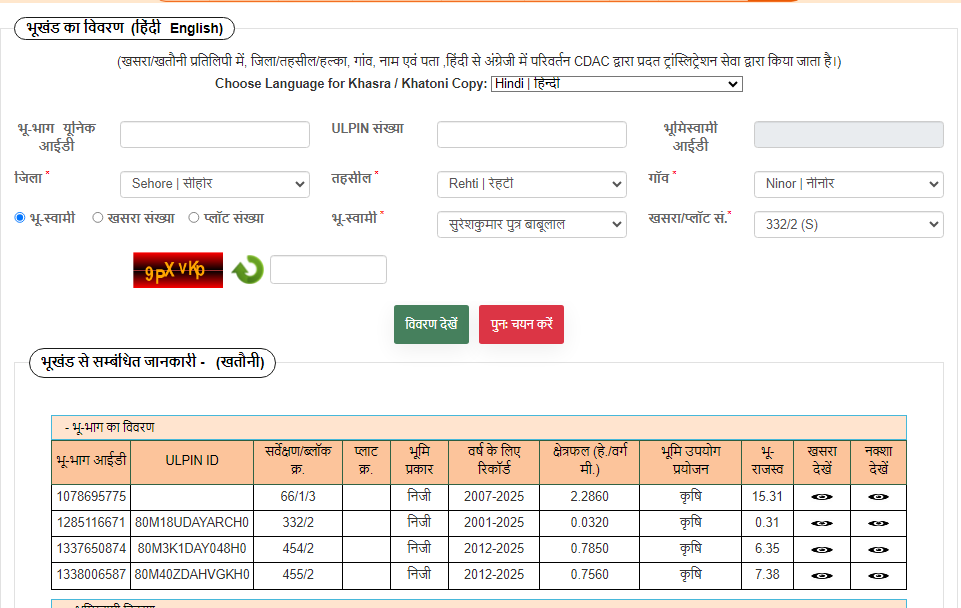 भूखंड का विवरण (हिंदी English)
(खसरा/खतौनी प्रतिलिपी में, जिला/तहसील/हल्का, गांव, नाम एवं पता ,हिंदी से अंग्रेजी में परिवर्तन CDAC द्वारा प्रदत ट्रांस्लिट्रेशन सेवा द्वारा किया जाता है।)
Choose Language for Khasra / Khatoni Copy: Hindi | हिन्दी
भू-भाग यूनिक आईडी ULPIN संख्या भूमिस्वामी आईडी
जिला * Sehore | सीहोर तहसील * Rehti | रेहटी गाँव * Ninor | नीनोर
भू-स्वामी खसरा संख्या प्लॉट संख्या भू-स्वामी * सुरेशकुमार पुत्र बाबूलाल खसरा/प्लॉट सं.* 332/2 (S)
9pXvKp
विवरण देखें पुनः चयन करें
भूखंड से सम्बंधित जानकारी - (खतौनी)
- भू-भाग का विवरण
भू-भाग आईडी ULPIN ID सर्वेक्षण/ब्लॉक क्र. प्लाट क्र. भूमि प्रकार वर्ष के लिए रिकॉर्ड क्षेत्रफल (हे./वर्ग मी.) भूमि उपयोग प्रयोजन भू-राजस्व खसरा देखें नक्शा देखें
1078695775 66/1/3 निजी 2007-2025 2.2860 कृषि 15.31
1285116671 80M18UDAYARCH0 332/2 निजी 2001-2025 0.0320 कृषि 0.31
1337650874 80M3K1DAY048H0 454/2 निजी 2012-2025 0.7850 कृषि 6.35
1338006587 80M40ZDAHVGKH0 455/2 निजी 2012-2025 0.7560 कृषि 7.38